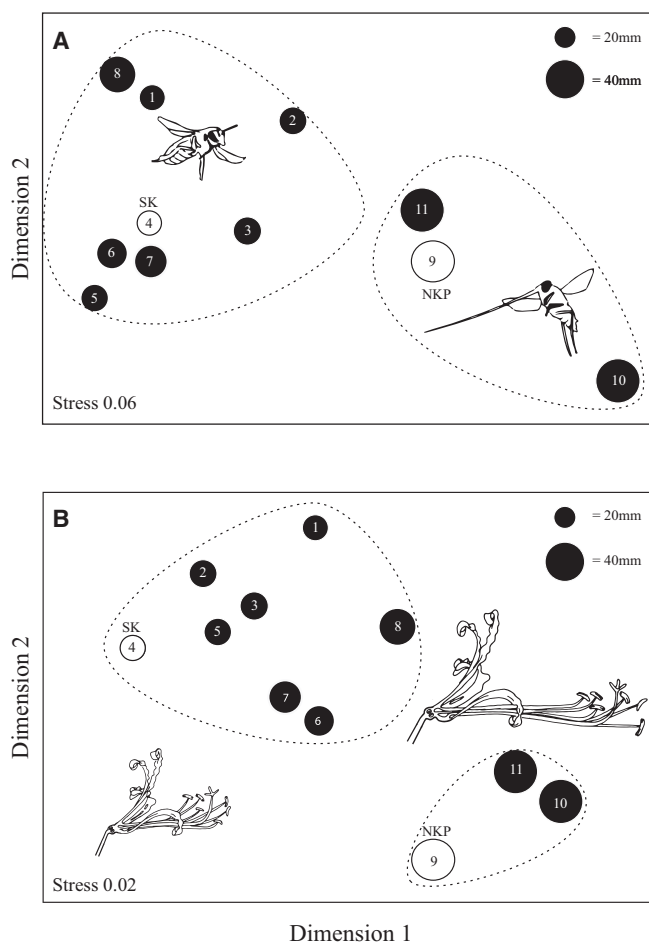 A
= 20mm
= 40mm
8
1
2
SK
4
3
6
7
5
11
9
NKP
10
Stress 0.06
Dimension 2
B
= 20mm
= 40mm
1
2
3
5
SK
4
8
7
6
11
10
NKP
9
Stress 0.02
Dimension 2
Dimension 1